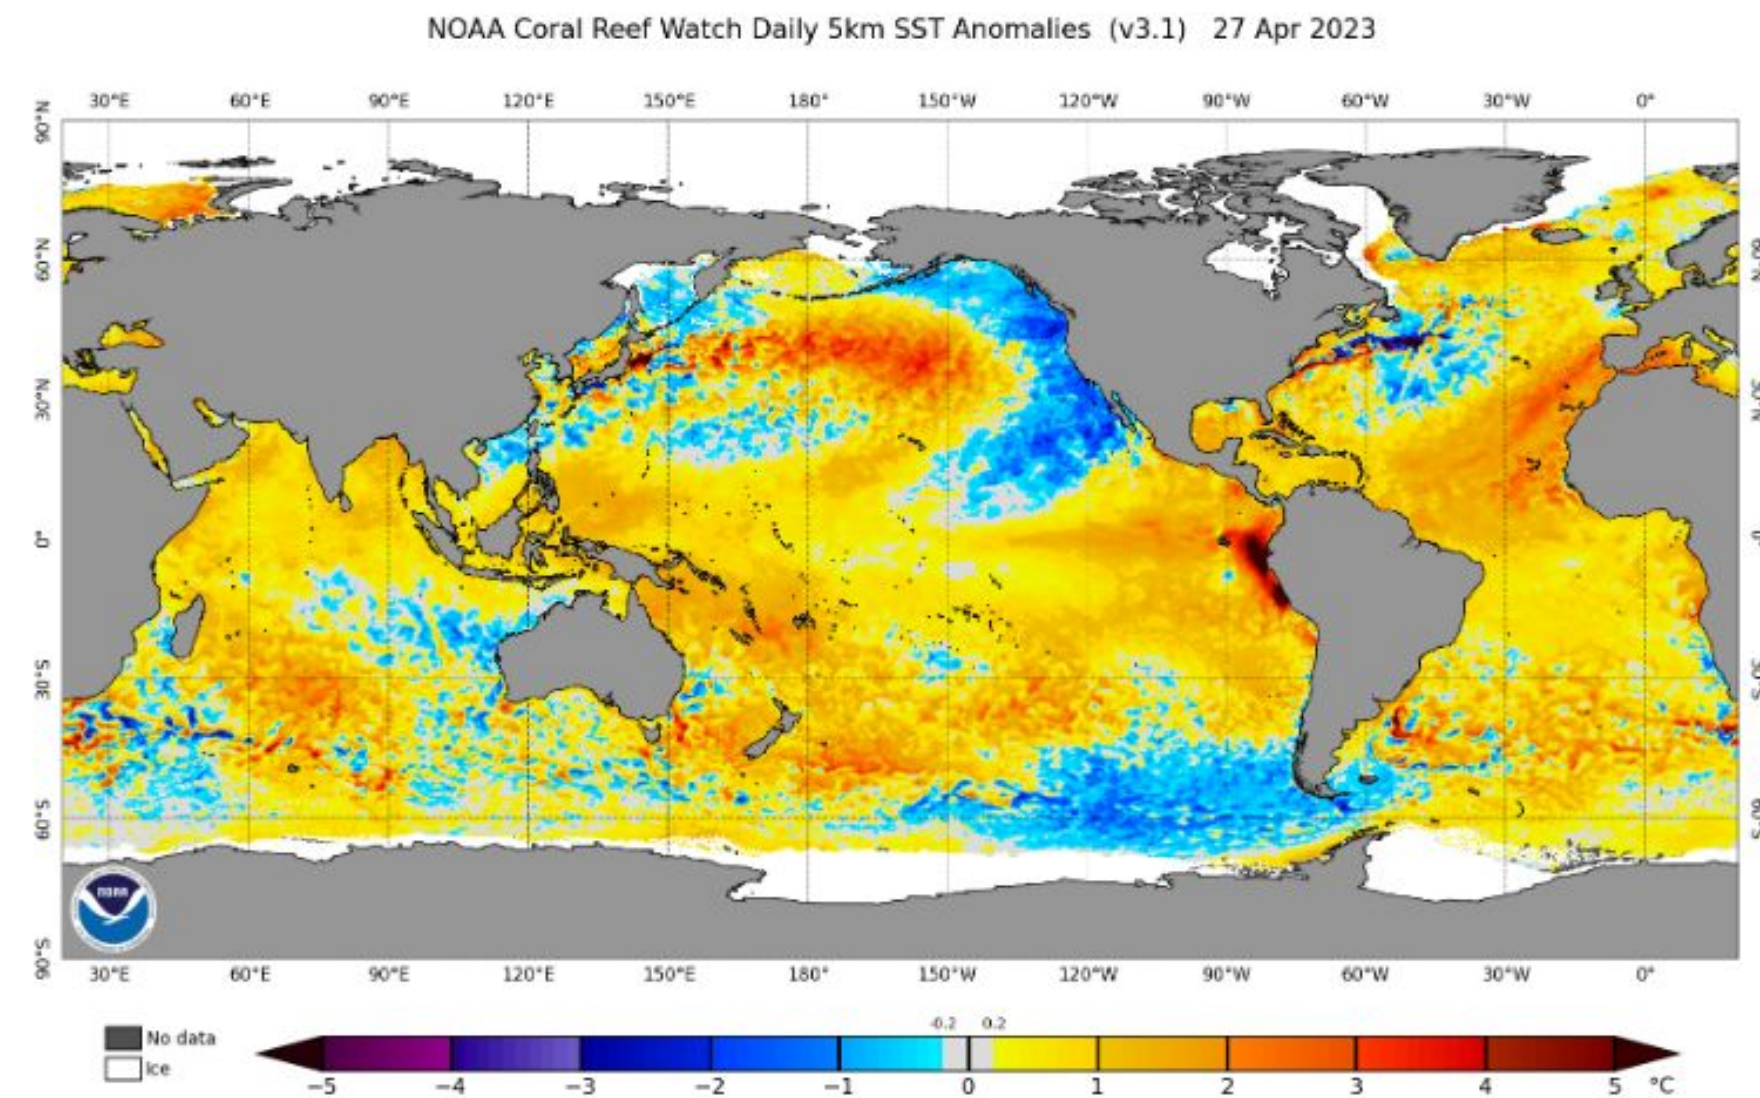 NOAA Coral Reef Watch Daily 5km SST Anomalies (v3.1) 27 Apr 2023
30°E 60°E 90°E 120°E 150°E 180° 150°W 120°W 90°W 60°W 30°W 0°
90°N
60°N
30°N
0°
30°S
60°S
90°S
NOAA
30°E 60°E 90°E 120°E 150°E 180° 150°W 120°W 90°W 60°W 30°W 0°
-0.2 0.2
No data
Ice
−5 −4 −3 −2 −1 0 1 2 3 4 5 °C